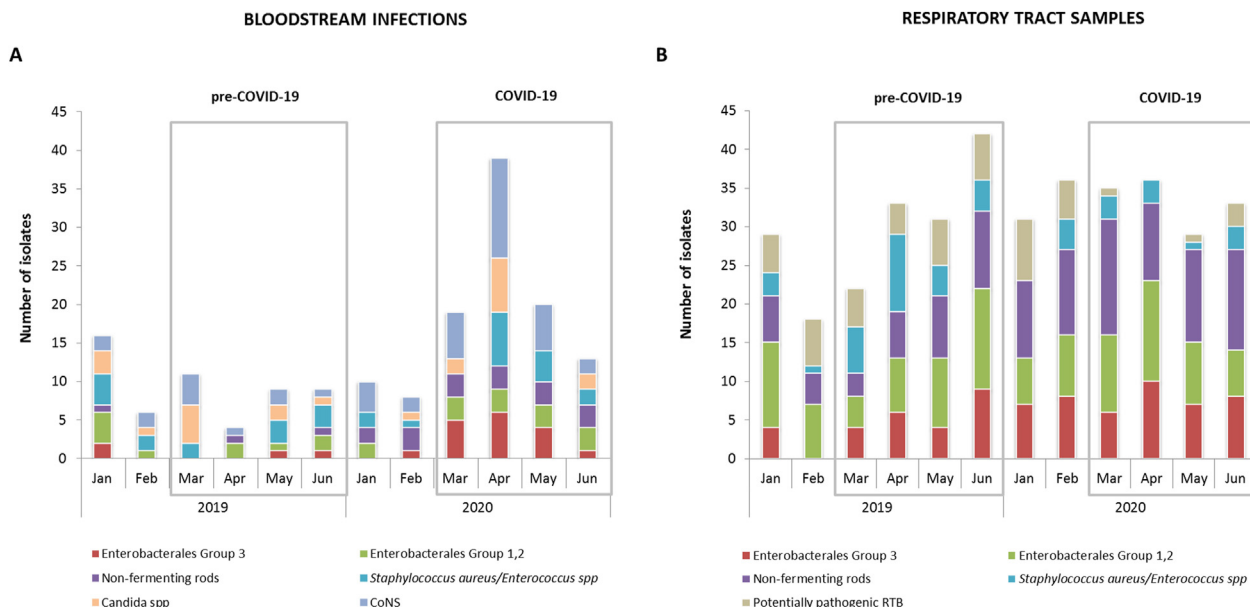 BLOODSTREAM INFECTIONS
A
pre-COVID-19
COVID-19
Number of isolates
45
40
35
30
25
20
15
10
5
0
Jan Feb Mar Apr May Jun Jan Feb Mar Apr May Jun
2019 2020
Enterobacterales Group 3 Enterobacterales Group 1,2
Non-fermenting rods Staphylococcus aureus/Enterococcus spp
Candida spp CoNS
RESPIRATORY TRACT SAMPLES
B
pre-COVID-19
COVID-19
Number of isolates
45
40
35
30
25
20
15
10
5
0
Jan Feb Mar Apr May Jun Jan Feb Mar Apr May Jun
2019 2020
Enterobacterales Group 3 Enterobacterales Group 1,2
Non-fermenting rods Staphylococcus aureus/Enterococcus spp
Potentially pathogenic RTB